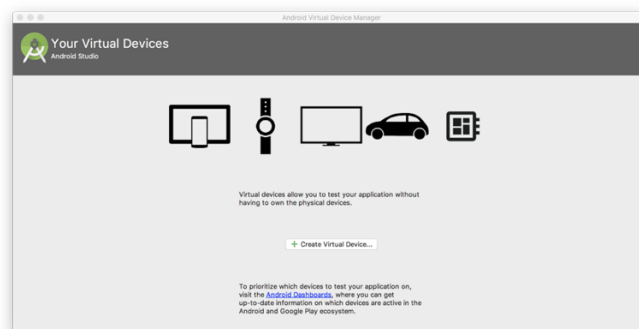 Android Virtual Device Manager
Your Virtual Devices
Android Studio
Virtual devices allow you to test your application without
having to own the physical devices.
+ Create Virtual Device...
To prioritize which devices to test your application on,
visit the Android Dashboards, where you can get
up-to-date information on which devices are active in the
Android and Google Play ecosystem.